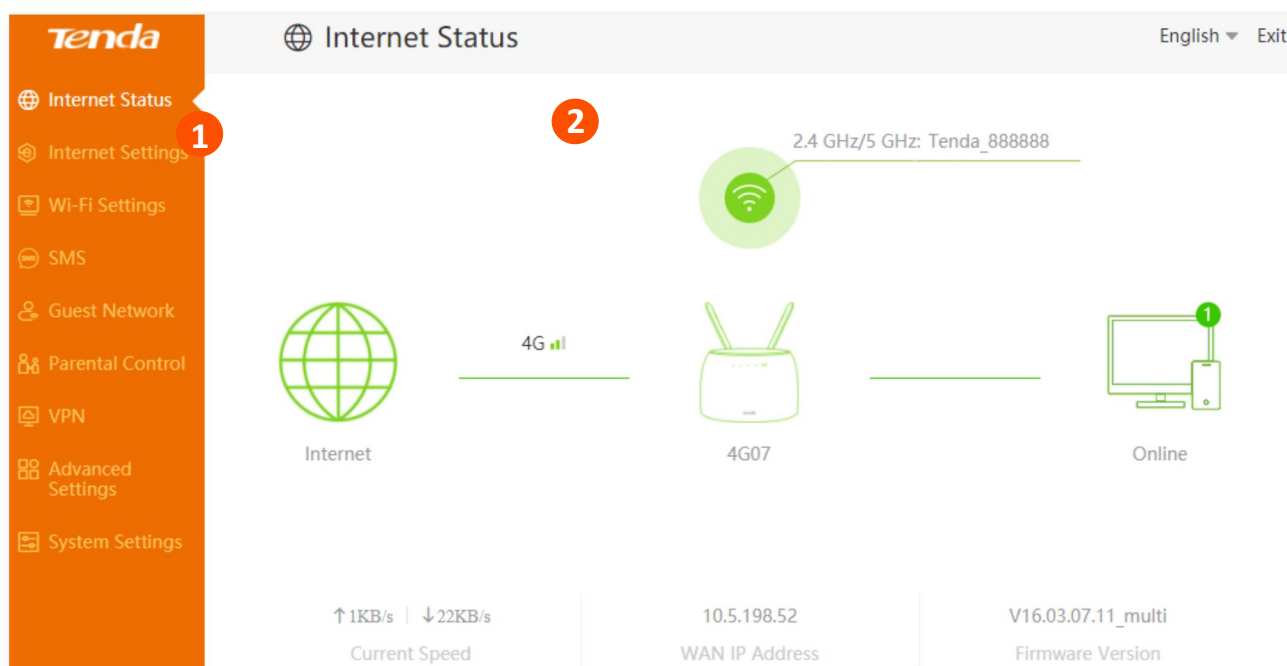 Tenda
Internet Status
English
Exit
Internet Status
1
Internet Settings
Wi-Fi Settings
SMS
Guest Network
Parental Control
VPN
Advanced
Settings
System Settings
2
2.4 GHz/5 GHz: Tenda_888888
4G
1
Internet
4G07
Online
↑1KB/s ↓22KB/s
Current Speed
10.5.198.52
WAN IP Address
V16.03.07.11_multi
Firmware Version